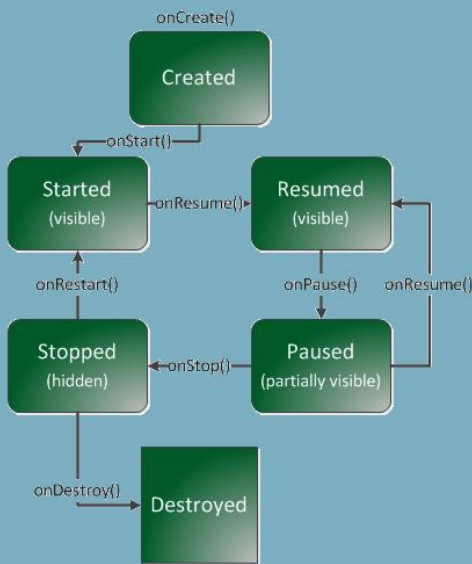 onCreate()
Created
onStart()
Started
(visible)
onResume()
Resumed
(visible)
onRestart()
onPause()
onResume()
Stopped
(hidden)
onStop()
Paused
(partially visible)
onDestroy()
Destroyed